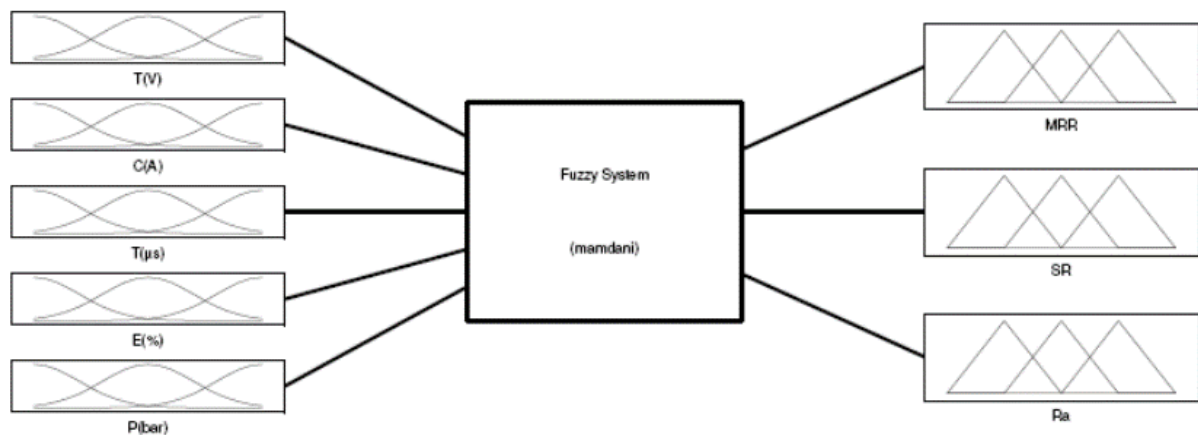 T(V)
C(A)
T(µs)
E(%)
P(bar)
Fuzzy System
(mamdani)
MRR
SR
Ra